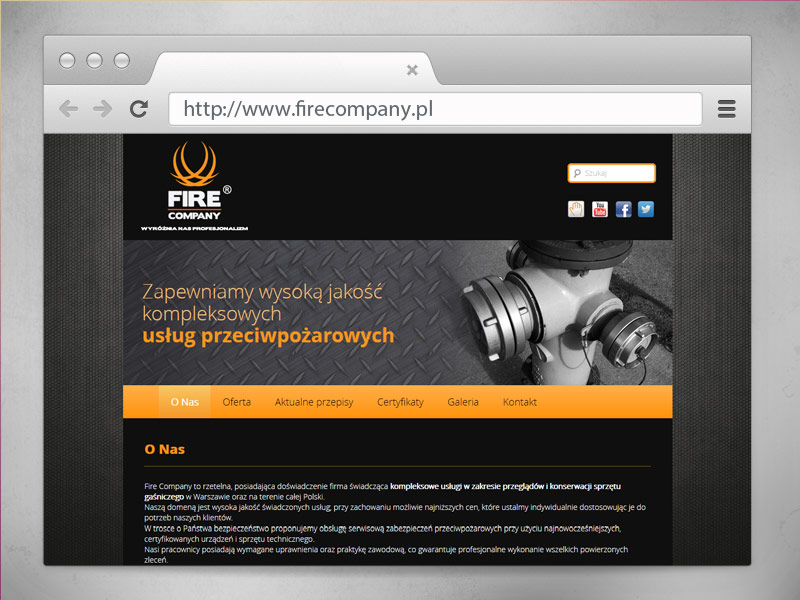 http://www.firecompany.pl
FIRE®
COMPANY
WYRÓŻNIA NAS PROFESJONALIZM
Szukaj
You
Tube
Zapewniamy wysoką jakość
kompleksowych
usług przeciwpożarowych
O Nas Oferta Aktualne przepisy Certyfikaty Galeria Kontakt
O Nas
Fire Company to rzetelna, posiadająca doświadczenie firma świadcząca kompleksowe usługi w zakresie przeglądów i konserwacji sprzętu
gaśniczego w Warszawie oraz na terenie całej Polski.
Naszą domeną jest wysoka jakość świadczonych usług, przy zachowaniu możliwie najniższych cen, które ustalmy indywidualnie dostosowując je do
potrzeb naszych klientów.
W trosce o Państwa bezpieczeństwo proponujemy obsługę serwisową zabezpieczeń przeciwpożarowych przy użyciu najnowocześniejszych,
certyfikowanych urządzeń i sprzętu technicznego.
Nasi pracownicy posiadają wymagane uprawnienia oraz praktykę zawodową, co gwarantuje profesjonalne wykonanie wszelkich powierzonych
zleceń.